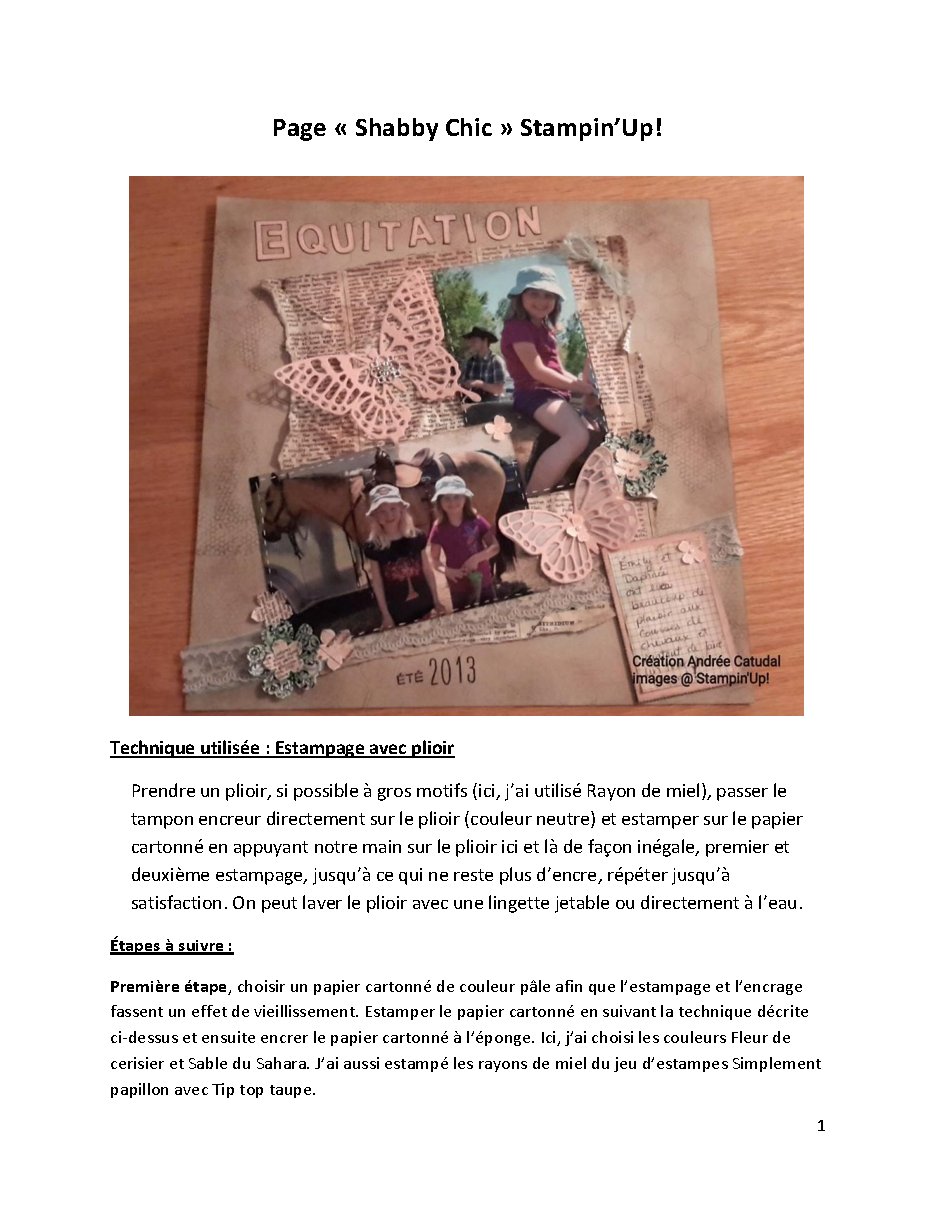 Page « Shabby Chic » Stampin’Up!
EQUITATION
Émily et
Daphnée
ont eu
beaucoup de
plaisir aux
courses de
chevaux et
Création Andrée Catudal
images @ Stampin'Up!
ÉTÉ 2013
Technique utilisée : Estampage avec plioir
Prendre un plioir, si possible à gros motifs (ici, j’ai utilisé Rayon de miel), passer le
tampon encreur directement sur le plioir (couleur neutre) et estamper sur le papier
cartonné en appuyant notre main sur le plioir ici et là de façon inégale, premier et
deuxième estampage, jusqu’à ce qui ne reste plus d’encre, répéter jusqu’à
satisfaction. On peut laver le plioir avec une lingette jetable ou directement à l’eau.
Étapes à suivre :
Première étape, choisir un papier cartonné de couleur pâle afin que l’estampage et l’encrage
fassent un effet de vieillissement. Estamper le papier cartonné en suivant la technique décrite
ci-dessus et ensuite encrer le papier cartonné à l’éponge. Ici, j’ai choisi les couleurs Fleur de
cerisier et Sable du Sahara. J’ai aussi estampé les rayons de miel du jeu d’estampes Simplement
papillon avec Tip top taupe.
1